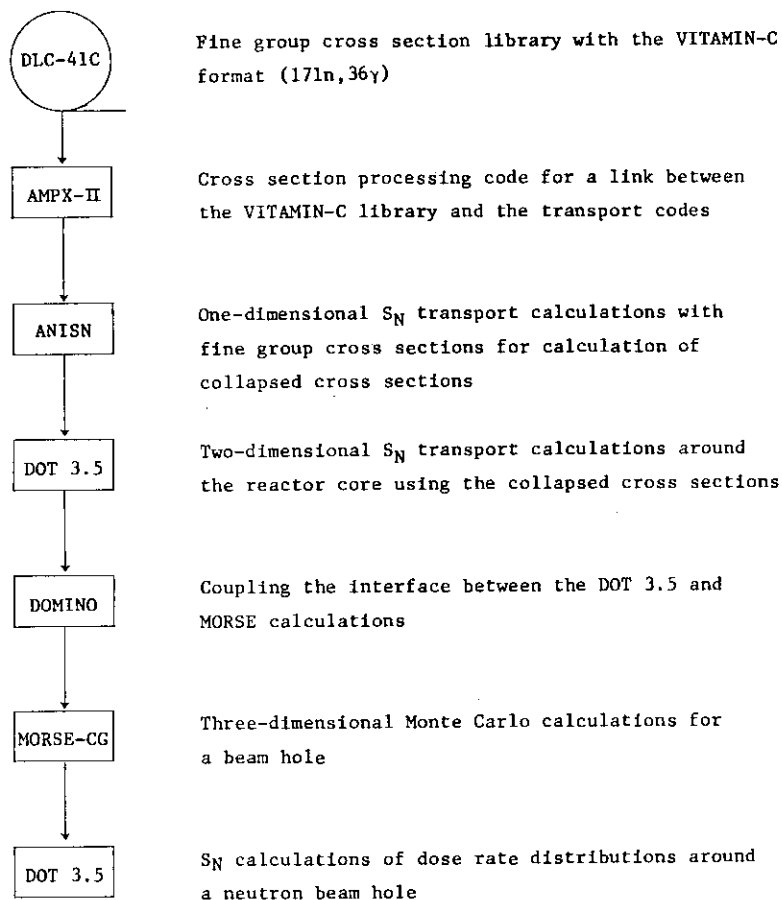 DLC-41C
Fine group cross section library with the VITAMIN-C
format (171n,36γ)
AMPX-II
Cross section processing code for a link between
the VITAMIN-C library and the transport codes
ANISN
One-dimensional SN transport calculations with
fine group cross sections for calculation of
collapsed cross sections
DOT 3.5
Two-dimensional SN transport calculations around
the reactor core using the collapsed cross sections
DOMINO
Coupling the interface between the DOT 3.5 and
MORSE calculations
MORSE-CG
Three-dimensional Monte Carlo calculations for
a beam hole
DOT 3.5
SN calculations of dose rate distributions around
a neutron beam hole